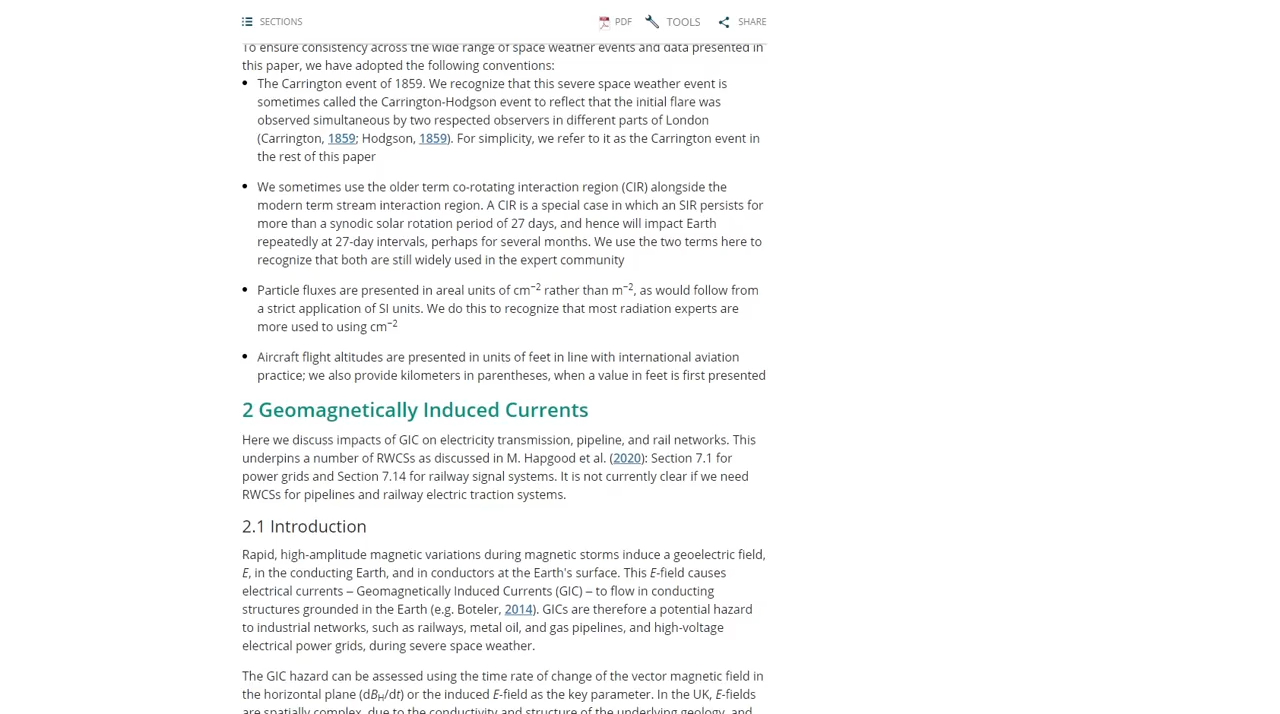 SECTIONS
PDF
TOOLS
SHARE
To ensure consistency across the wide range of space weather events and data presented in
this paper, we have adopted the following conventions:
• The Carrington event of 1859. We recognize that this severe space weather event is
sometimes called the Carrington-Hodgson event to reflect that the initial flare was
observed simultaneous by two respected observers in different parts of London
(Carrington, 1859; Hodgson, 1859). For simplicity, we refer to it as the Carrington event in
the rest of this paper
• We sometimes use the older term co-rotating interaction region (CIR) alongside the
modern term stream interaction region. A CIR is a special case in which an SIR persists for
more than a synodic solar rotation period of 27 days, and hence will impact Earth
repeatedly at 27-day intervals, perhaps for several months. We use the two terms here to
recognize that both are still widely used in the expert community
• Particle fluxes are presented in areal units of cm⁻² rather than m⁻², as would follow from
a strict application of SI units. We do this to recognize that most radiation experts are
more used to using cm⁻²
• Aircraft flight altitudes are presented in units of feet in line with international aviation
practice; we also provide kilometers in parentheses, when a value in feet is first presented
2 Geomagnetically Induced Currents
Here we discuss impacts of GIC on electricity transmission, pipeline, and rail networks. This
underpins a number of RWCSs as discussed in M. Hapgood et al. (2020): Section 7.1 for
power grids and Section 7.14 for railway signal systems. It is not currently clear if we need
RWCSs for pipelines and railway electric traction systems.
2.1 Introduction
Rapid, high-amplitude magnetic variations during magnetic storms induce a geoelectric field,
E, in the conducting Earth, and in conductors at the Earth's surface. This E-field causes
electrical currents – Geomagnetically Induced Currents (GIC) – to flow in conducting
structures grounded in the Earth (e.g. Boteler, 2014). GICs are therefore a potential hazard
to industrial networks, such as railways, metal oil, and gas pipelines, and high-voltage
electrical power grids, during severe space weather.
The GIC hazard can be assessed using the time rate of change of the vector magnetic field in
the horizontal plane (dBH/dt) or the induced E-field as the key parameter. In the UK, E-fields
are spatially complex, due to the conductivity and structure of the underlying geology, and